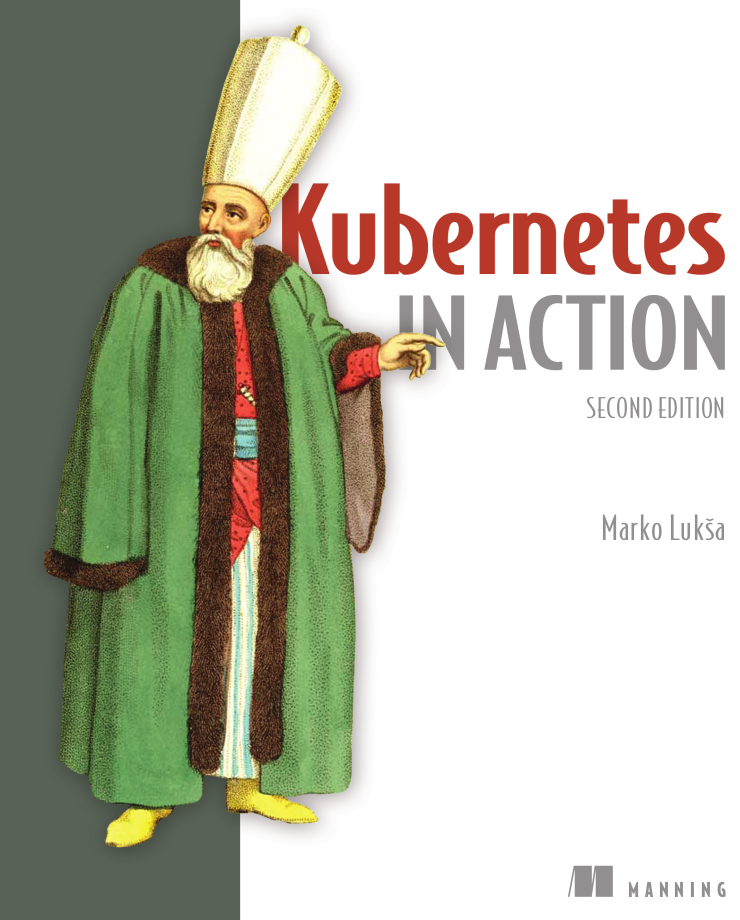 Kubernetes
IN ACTION
SECOND EDITION
Marko Lukša
MANNING